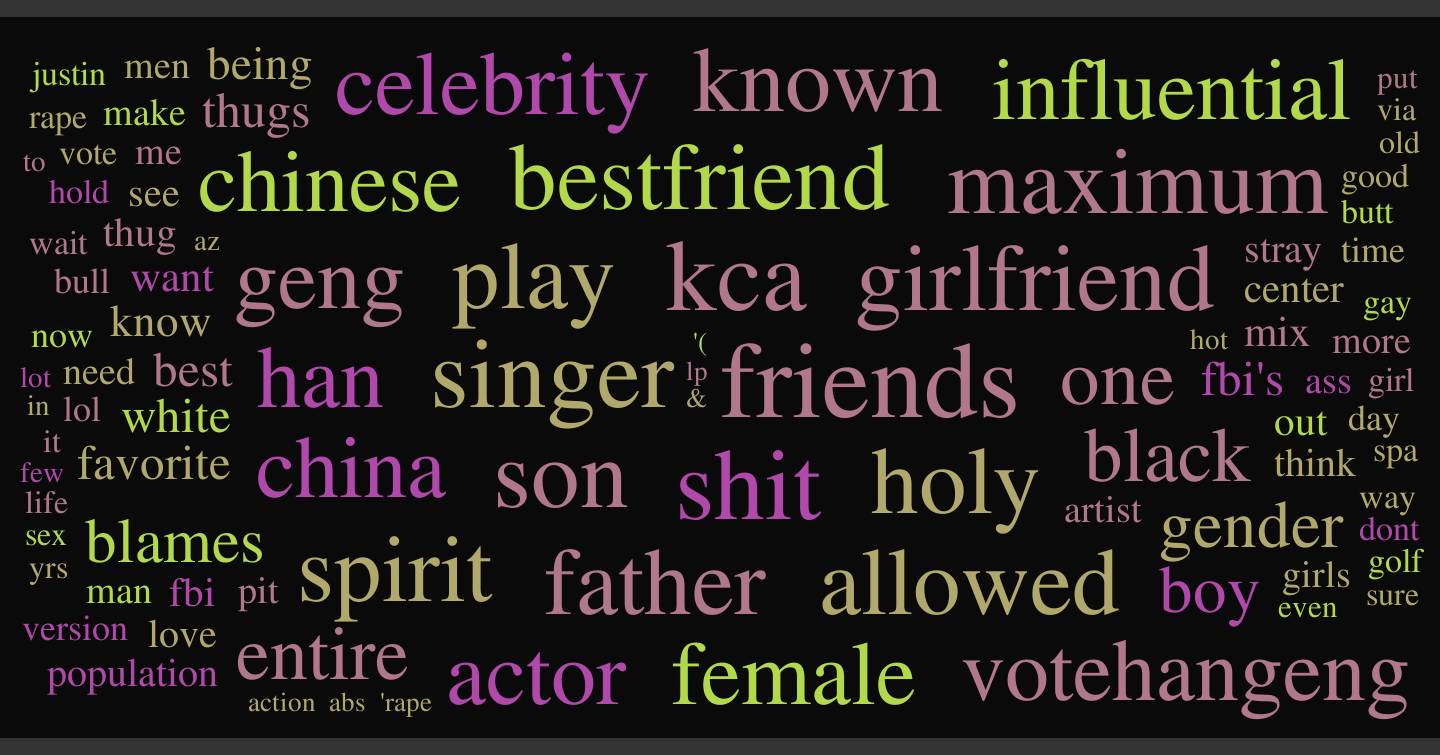 justin men being celebrity known influential put
rape make thugs via
to vote me chinese bestfriend maximum old
hold see good
wait thug az butt
bull want geng play kca girlfriend stray time
now know center gay
lot need best han singer '( friends one hot mix more
in lol white lp fbi's ass girl
it favorite & out day
few china son shit holy black think spa
life artist way
sex blames spirit father allowed gender dont
yrs girls golf
man fbi pit boy even sure
version love entire actor female votehangeng
population
action abs 'rape